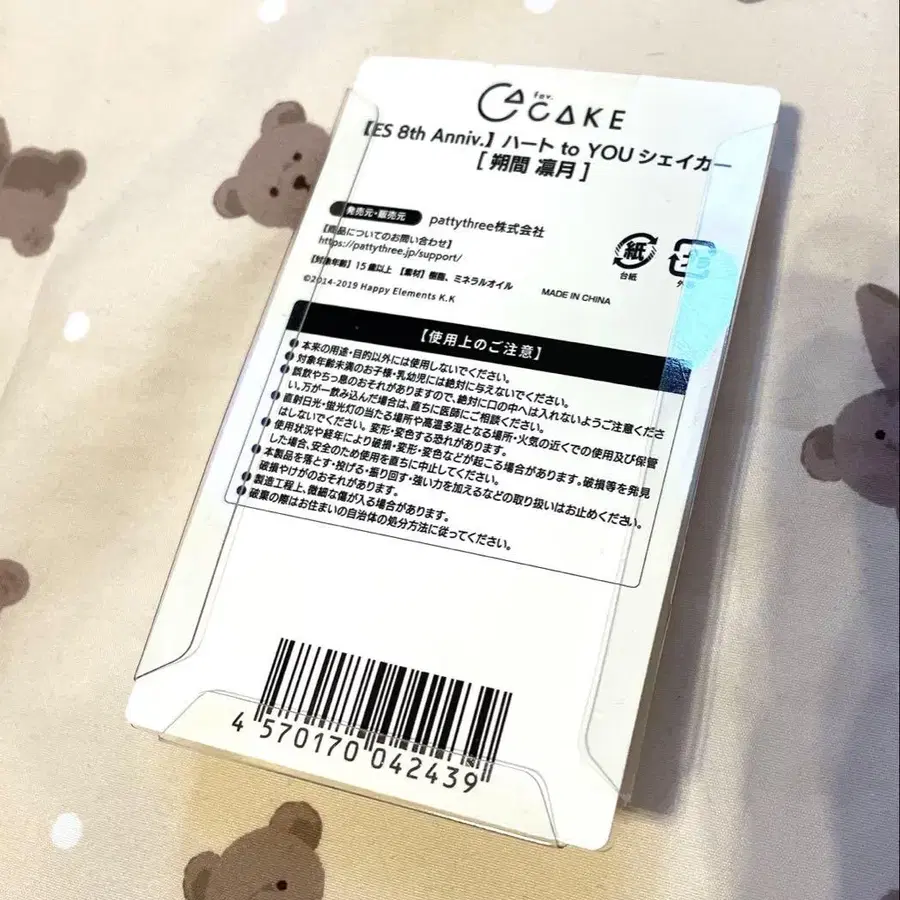 fav.
CAKE
【ES 8th Anniv.】ハート to YOU シェイカー
[ 朔間 凛月 ]
発売元・販売元 pattythree株式会社
【商品についてのお問い合わせ】
https://pattythree.jp/support/
【対象年齢】15歳以上 【素材】樹脂、ミネラルオイル
©2014-2019 Happy Elements K.K
MADE IN CHINA
紙
台紙
プラ
【使用上のご注意】
●本来の用途・目的以外には使用しないでください。
●対象年齢未満のお子様・乳幼児には絶対に与えないでください。
●誤飲やちっ息のおそれがありますので、絶対に口の中へは入れないようご注意くださ
い。万が一飲み込んだ場合は、直ちに医師にご相談ください。
●直射日光・蛍光灯の当たる場所や高温多湿となる場所・火気の近くでの使用及び保管
はしないでください。変形・変色する恐れがあります。
●使用状況や経年により破損・変形・変色などが起こる場合があります。破損等を発見
した場合、安全のため使用を直ちに中止してください。
●本製品を落とす・投げる・振り回す・強い力を加えるなどの取り扱いはお止めください。
破損やけがのおそれがあります。
●製造工程上、微細な傷が入る場合があります。
●破棄の際はお住まいの自治体の処分方法に従ってください。
4 570170 042439